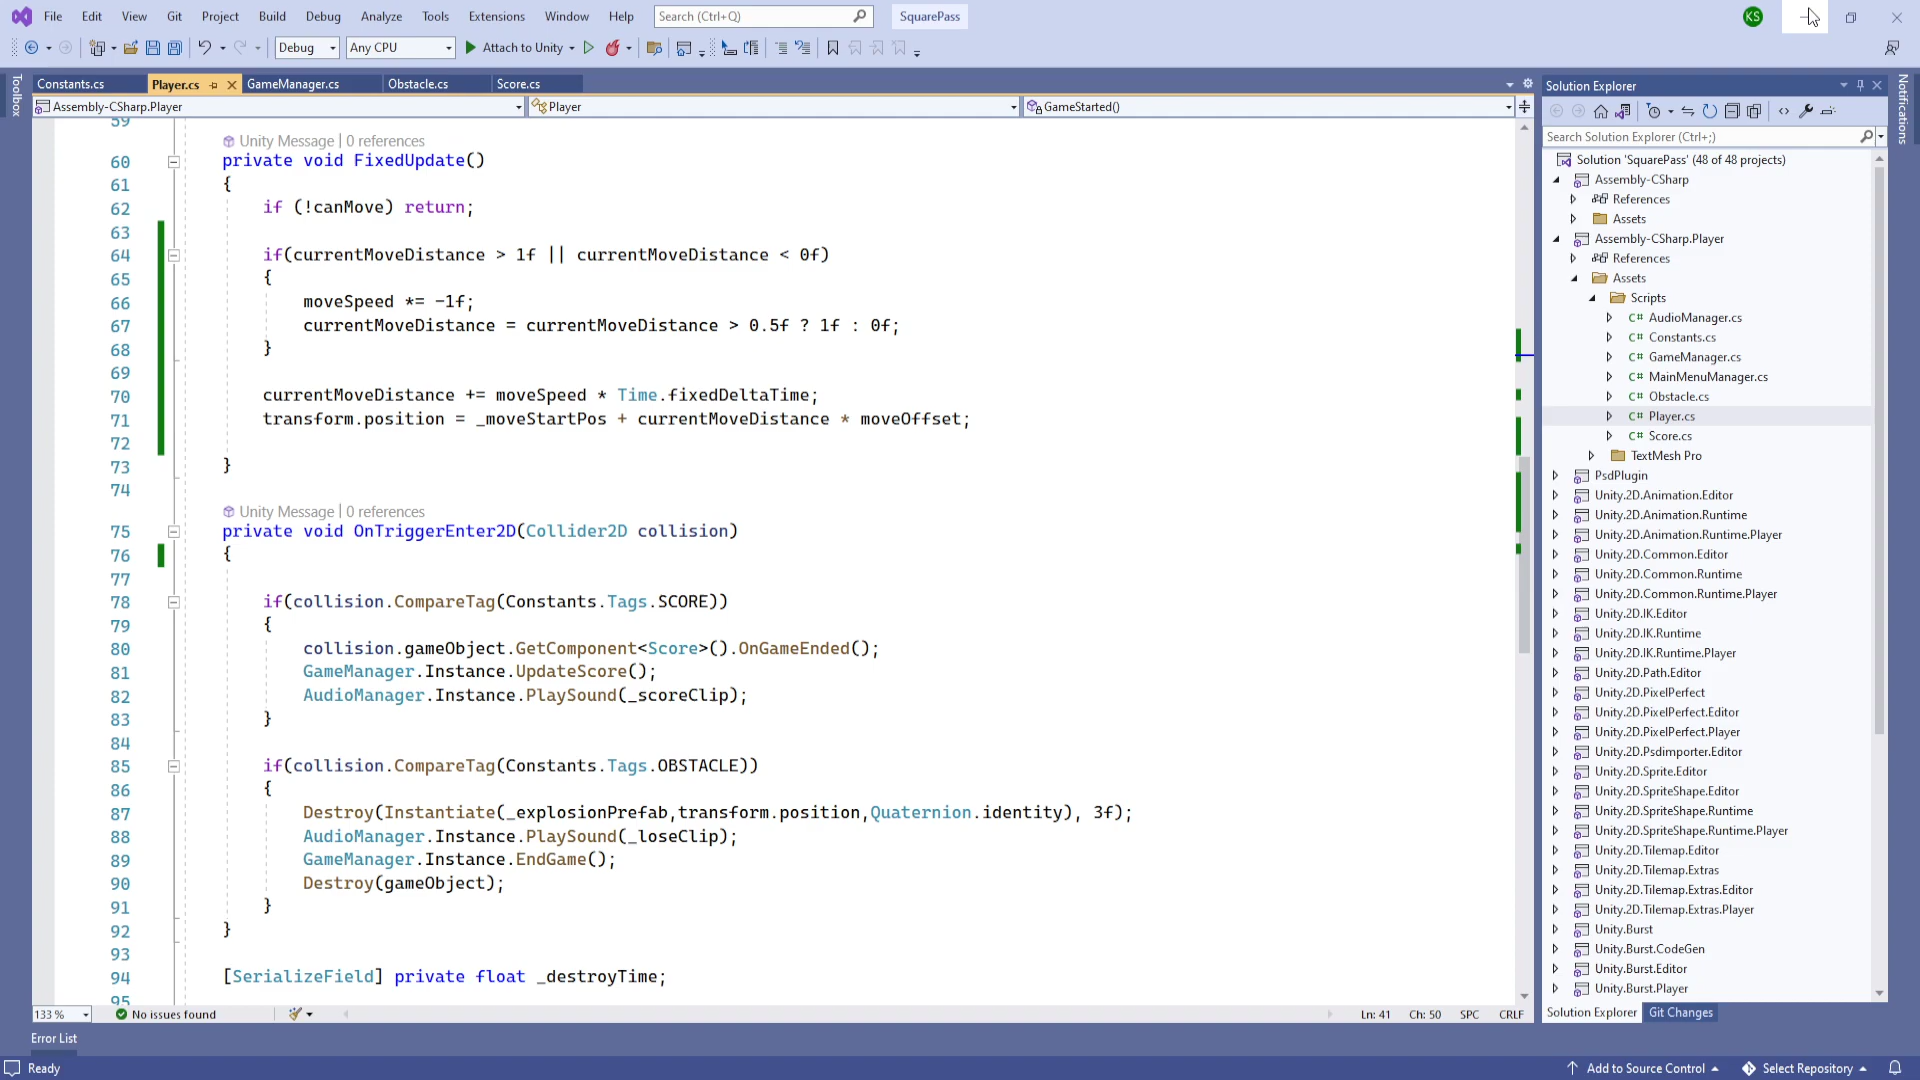 File Edit View Git Project Build Debug Analyze Tools Extensions Window Help Search (Ctrl+Q) SquarePass KS
Debug Any CPU Attach to Unity
Toolbox
Constants.cs Player.cs GameManager.cs Obstacle.cs Score.cs
Assembly-CSharp.Player Player GameStarted()
59
Unity Message | 0 references
60 private void FixedUpdate()
61 {
62 if (!canMove) return;
63
64 if(currentMoveDistance > 1f || currentMoveDistance < 0f)
65 {
66 moveSpeed *= -1f;
67 currentMoveDistance = currentMoveDistance > 0.5f ? 1f : 0f;
68 }
69
70 currentMoveDistance += moveSpeed * Time.fixedDeltaTime;
71 transform.position = _moveStartPos + currentMoveDistance * moveOffset;
72
73 }
74
Unity Message | 0 references
75 private void OnTriggerEnter2D(Collider2D collision)
76 {
77
78 if(collision.CompareTag(Constants.Tags.SCORE))
79 {
80 collision.gameObject.GetComponent<Score>().OnGameEnded();
81 GameManager.Instance.UpdateScore();
82 AudioManager.Instance.PlaySound(_scoreClip);
83 }
84
85 if(collision.CompareTag(Constants.Tags.OBSTACLE))
86 {
87 Destroy(Instantiate(_explosionPrefab,transform.position,Quaternion.identity), 3f);
88 AudioManager.Instance.PlaySound(_loseClip);
89 GameManager.Instance.EndGame();
90 Destroy(gameObject);
91 }
92 }
93
94 [SerializeField] private float _destroyTime;
95
133 % No issues found Ln: 41 Ch: 50 SPC CRLF
Solution Explorer
Search Solution Explorer (Ctrl+;)
Solution 'SquarePass' (48 of 48 projects)
Assembly-CSharp
References
Assets
Assembly-CSharp.Player
References
Assets
Scripts
C# AudioManager.cs
C# Constants.cs
C# GameManager.cs
C# MainMenuManager.cs
C# Obstacle.cs
C# Player.cs
C# Score.cs
TextMesh Pro
PsdPlugin
Unity.2D.Animation.Editor
Unity.2D.Animation.Runtime
Unity.2D.Animation.Runtime.Player
Unity.2D.Common.Editor
Unity.2D.Common.Runtime
Unity.2D.Common.Runtime.Player
Unity.2D.IK.Editor
Unity.2D.IK.Runtime
Unity.2D.IK.Runtime.Player
Unity.2D.Path.Editor
Unity.2D.PixelPerfect
Unity.2D.PixelPerfect.Editor
Unity.2D.PixelPerfect.Player
Unity.2D.Psdimporter.Editor
Unity.2D.Sprite.Editor
Unity.2D.SpriteShape.Editor
Unity.2D.SpriteShape.Runtime
Unity.2D.SpriteShape.Runtime.Player
Unity.2D.Tilemap.Editor
Unity.2D.Tilemap.Extras
Unity.2D.Tilemap.Extras.Editor
Unity.2D.Tilemap.Extras.Player
Unity.Burst
Unity.Burst.CodeGen
Unity.Burst.Editor
Unity.Burst.Player
Solution Explorer Git Changes
Notifications
Error List
Ready Add to Source Control Select Repository